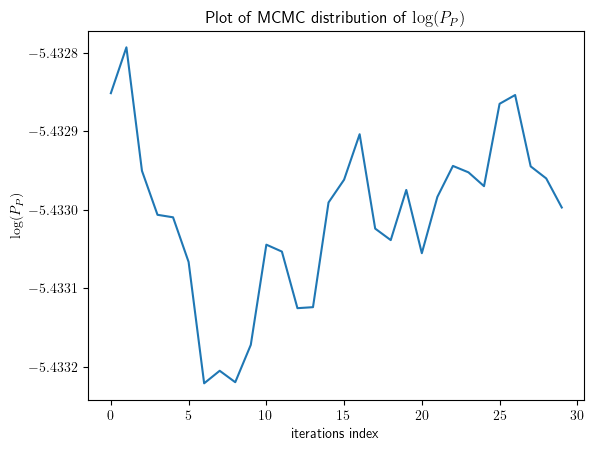 Plot of MCMC distribution of log(P_P)
log(P_P)
−5.4328
−5.4329
−5.4330
−5.4331
−5.4332
0 5 10 15 20 25 30
iterations index